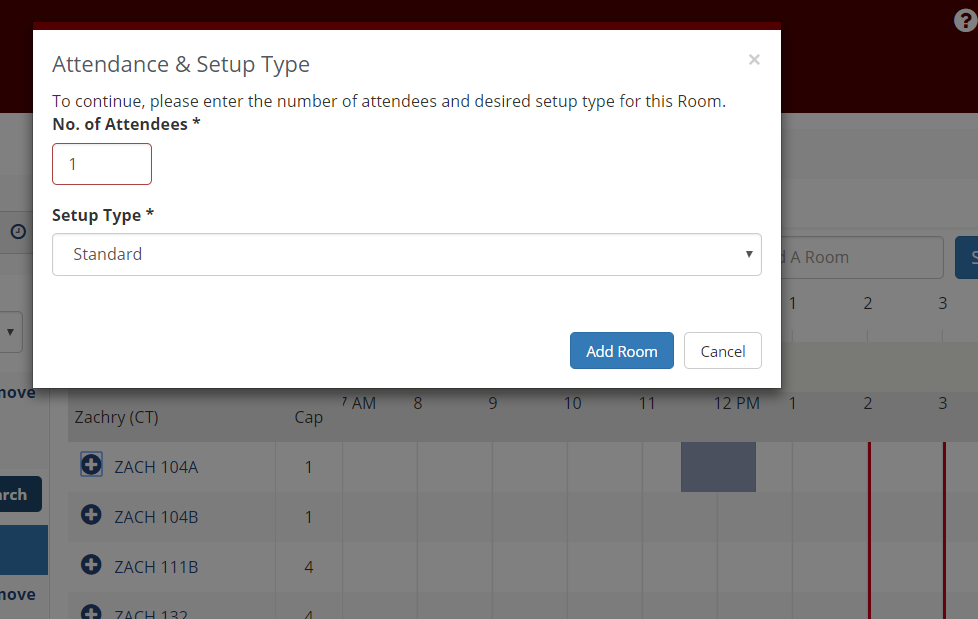 ?
Attendance & Setup Type
×
To continue, please enter the number of attendees and desired setup type for this Room.
No. of Attendees *
1
Setup Type *
Standard
A Room
S
1 2 3
Add Room
Cancel
7 AM 8 9 10 11 12 PM 1 2 3
Zachry (CT) Cap
ZACH 104A 1
ZACH 104B 1
ZACH 111B 4
ZACH 132 4
move
arch
move